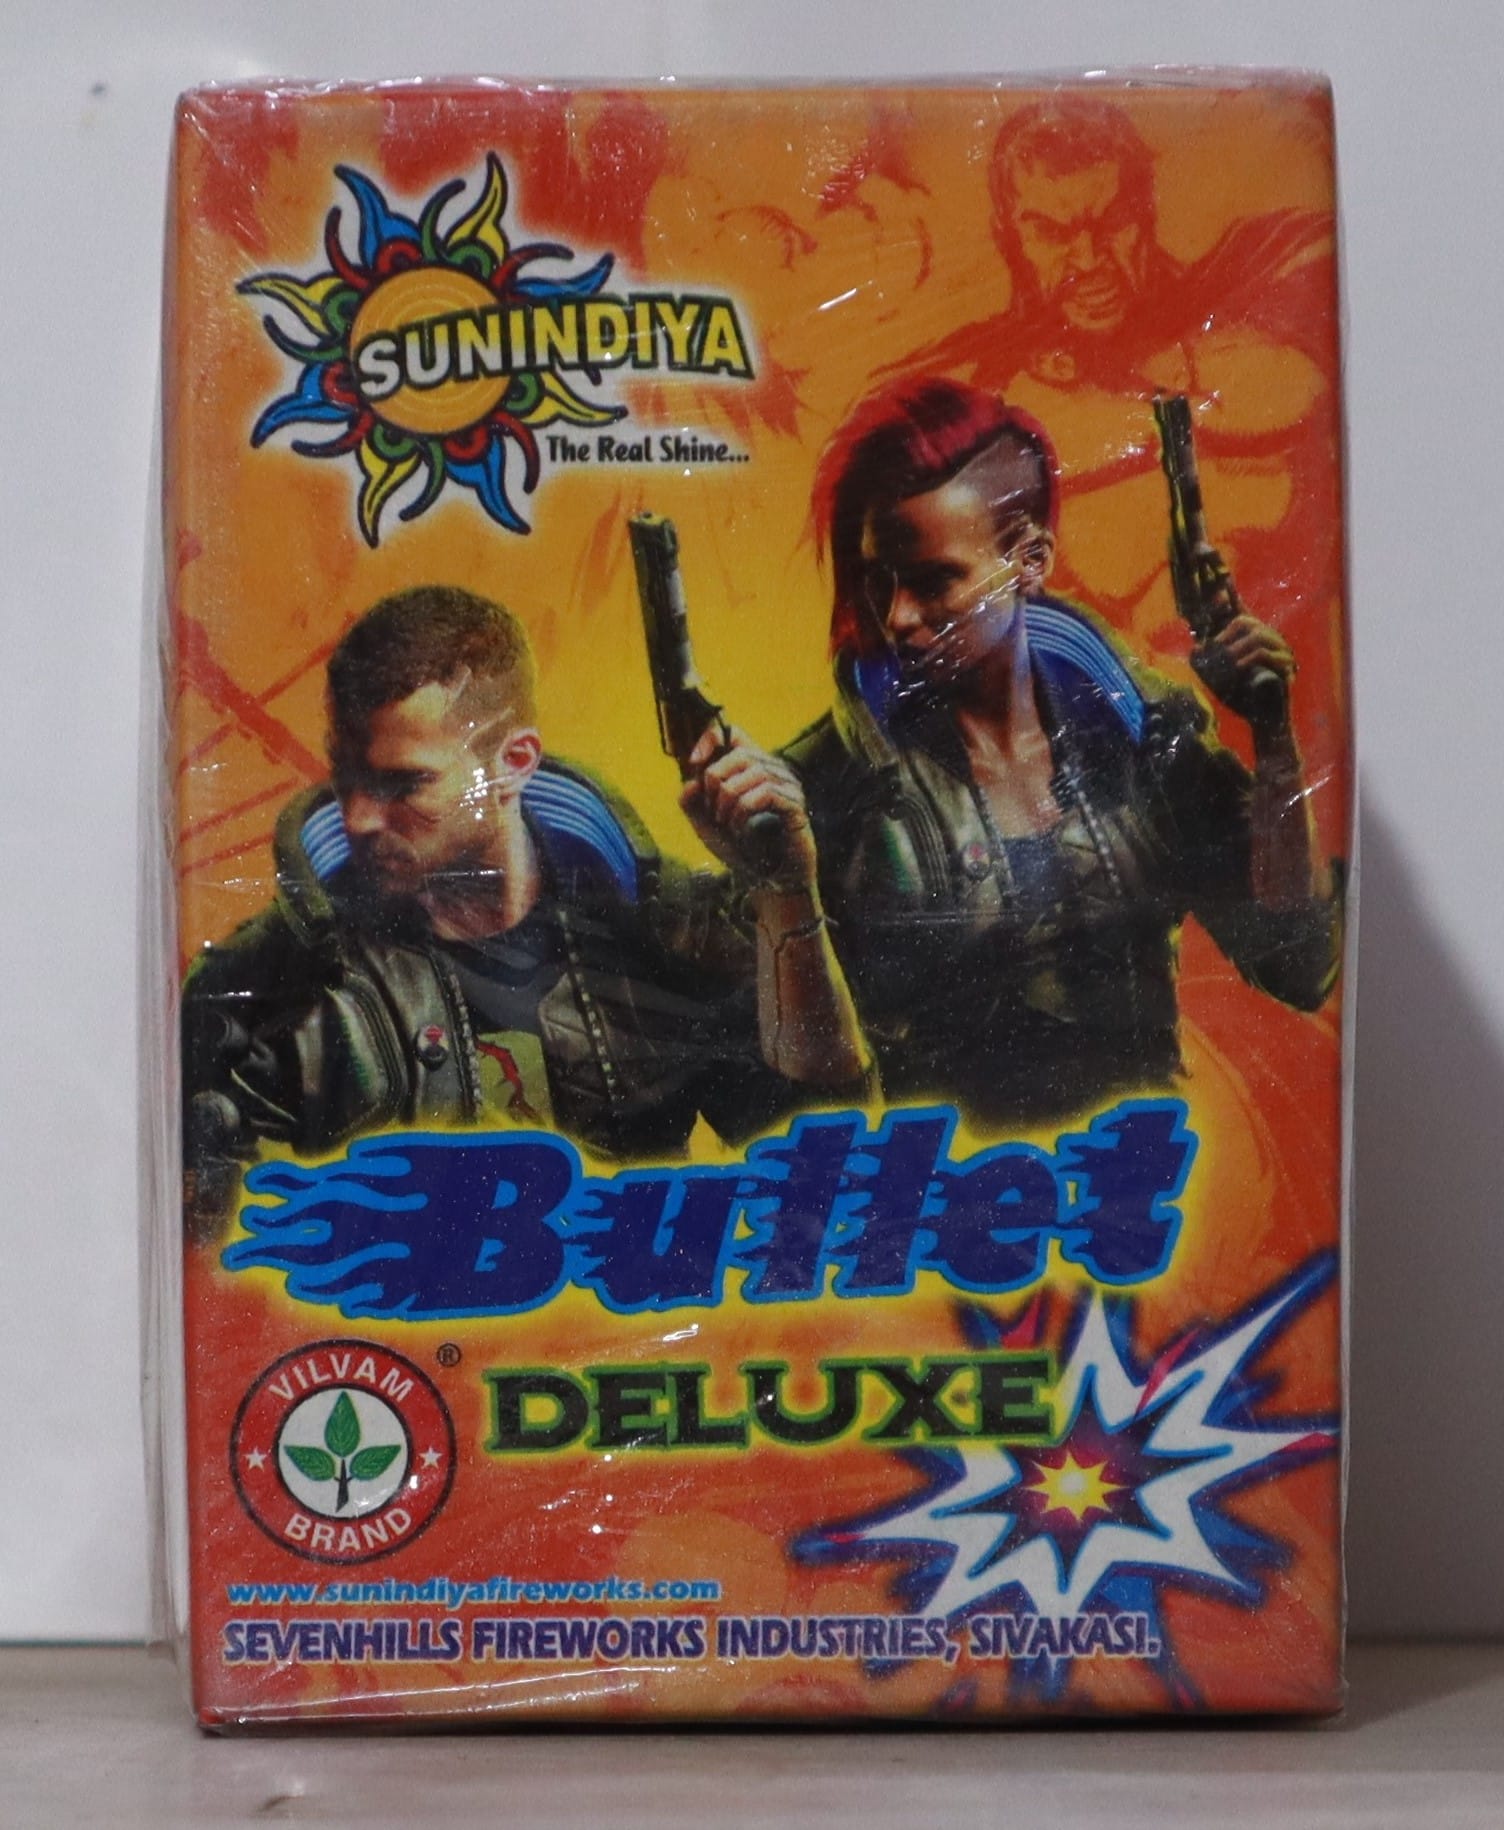 SUNINDIYA
The Real Shine...
Bullet
DELUXE
VILVAM
BRAND
®
www.sunindiyafireworks.com
SEVENHILLS FIREWORKS INDUSTRIES, SIVAKASI.